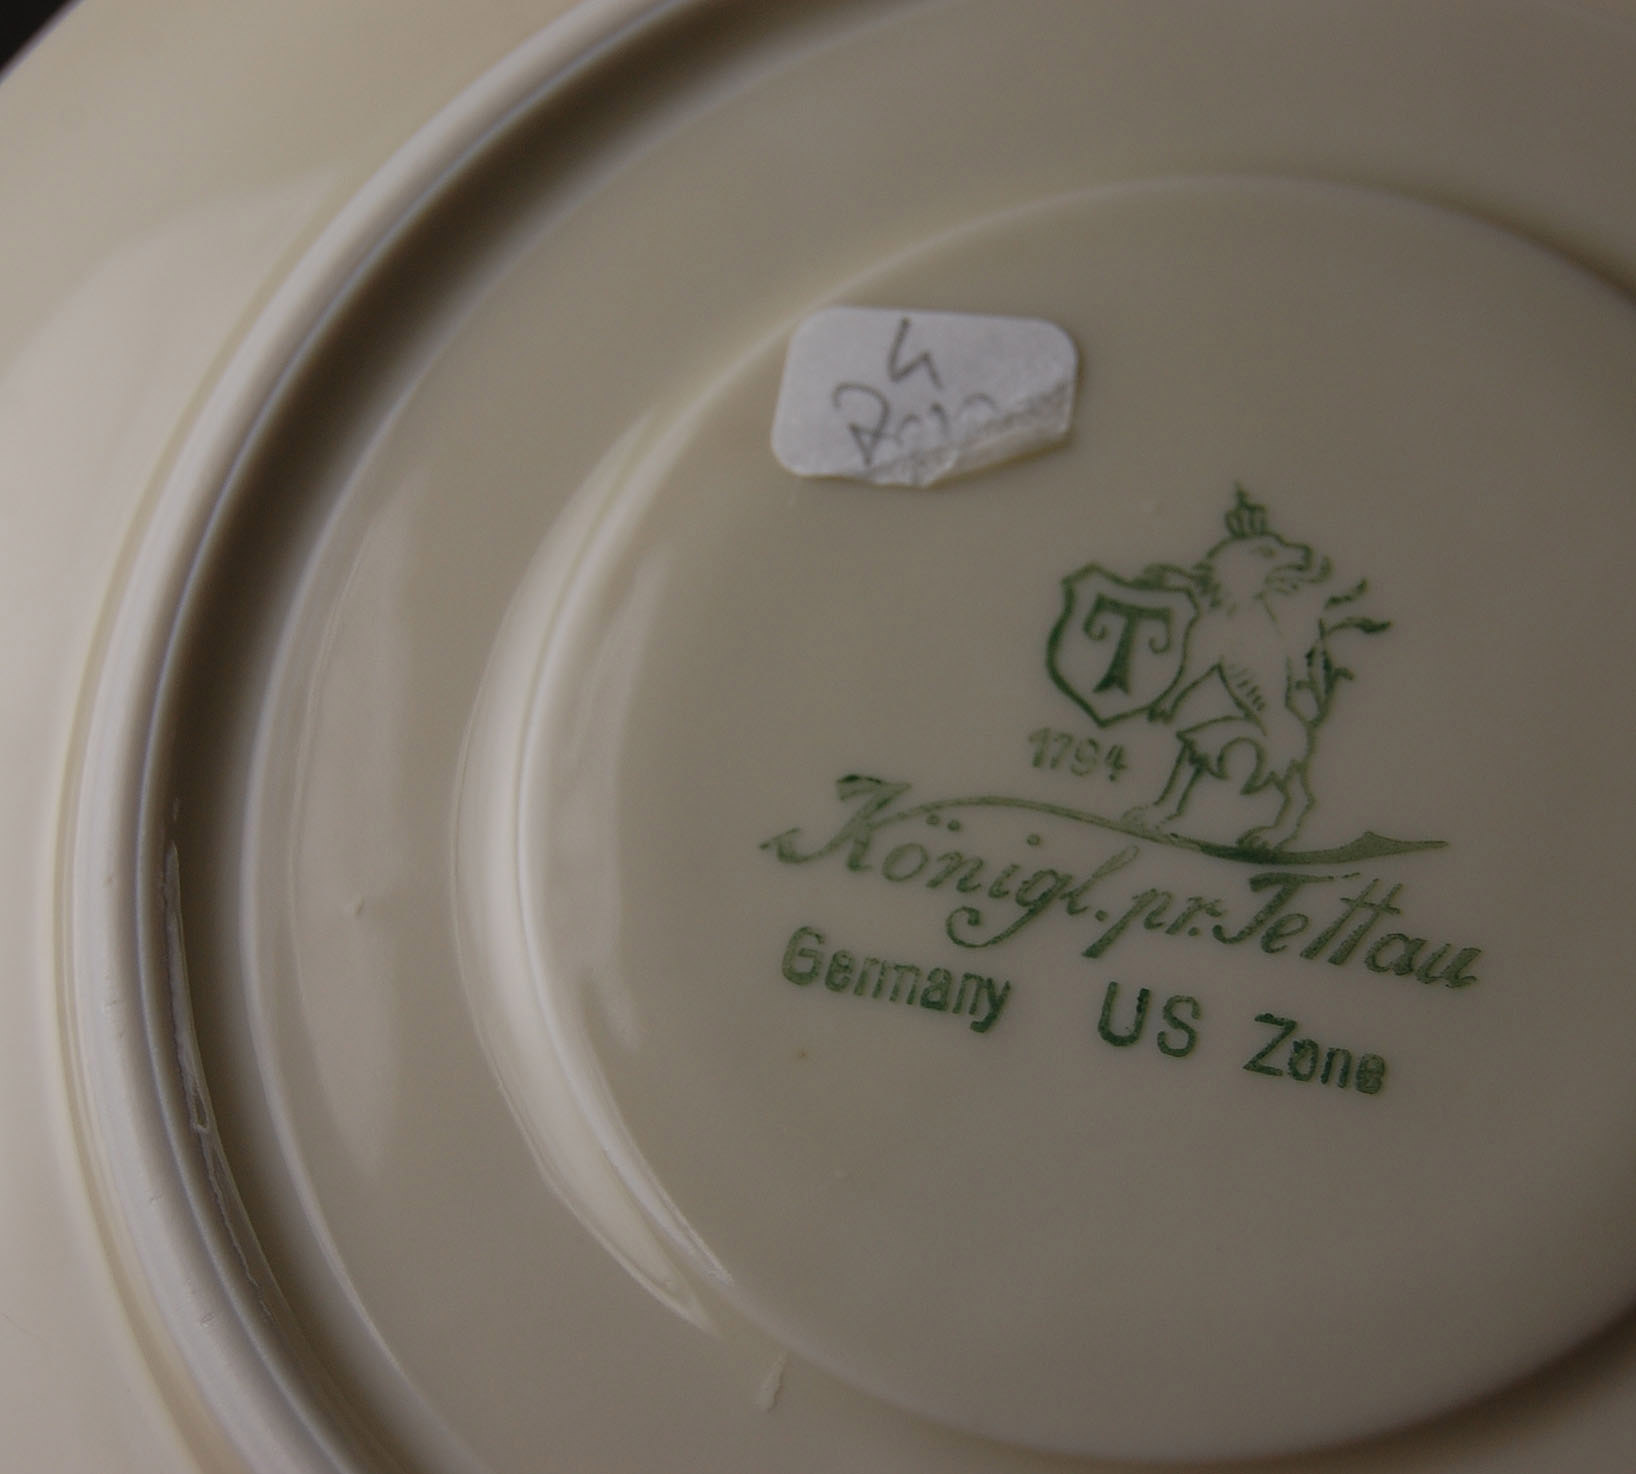 T
1794
Königl. pr. Tettau
Germany US Zone